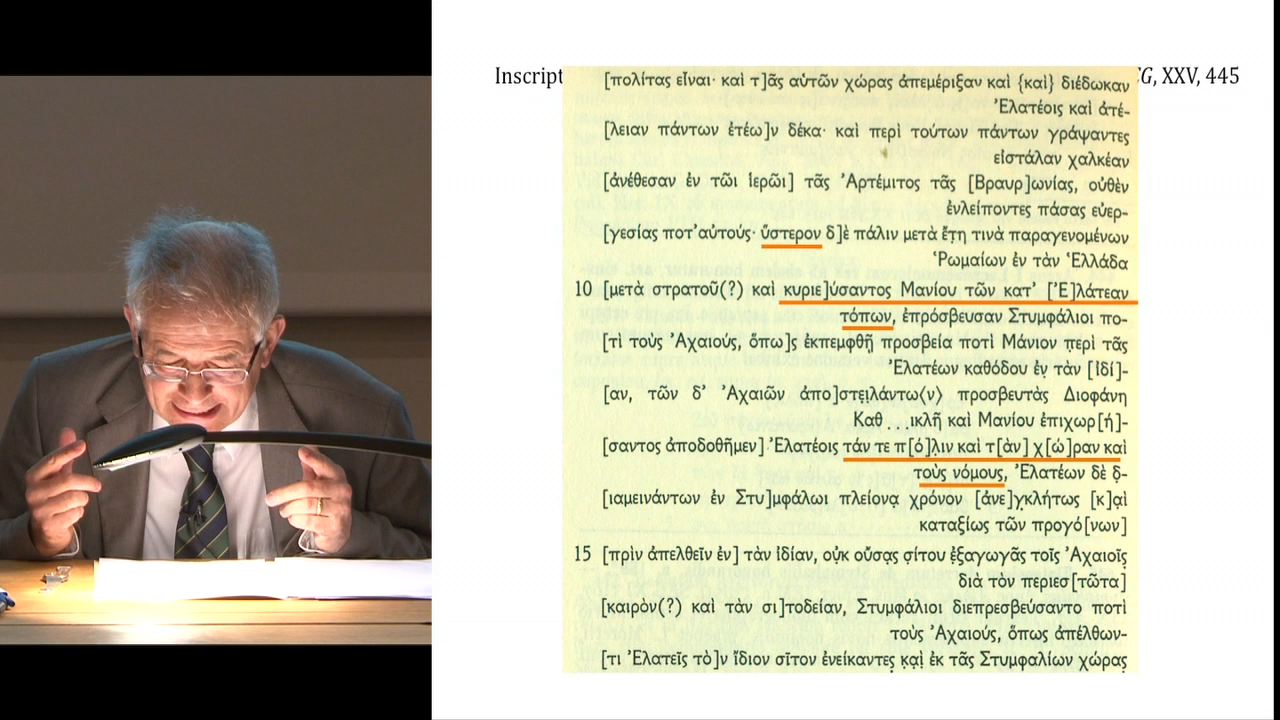 Inscript
EG, XXV, 445
[πολίτας εἶναι· καὶ τ]ᾶς αὑτῶν χώρας ἀπεμέριξαν καὶ {καὶ} διέδωκαν
Ἐλατέοις καὶ ἀτέ-
[λειαν πάντων ἐτέω]ν δέκα· καὶ περὶ τούτων πάντων γράψαντες
εἰστάλαν χαλκέαν
[ἀνέθεσαν ἐν τῶι ἱερῶι] τᾶς Ἀρτέμιτος τᾶς [Βραυρ]ωνίας, οὐθὲν
ἐνλείποντες πάσας εὐερ-
[γεσίας ποτ’αὐτούς· ὕστερον δ]ὲ πάλιν μετὰ ἔτη τινὰ παραγενομένων
Ῥωμαίων ἐν τὰν Ἑλλάδα
10 [μετὰ στρατοῦ(?) καὶ κυριε]ύσαντος Μανίου τῶν κατ’ [Ἐ]λάτεαν
τόπων, ἐπρόσβευσαν Στυμφάλιοι πο-
[τὶ τοὺς Ἀχαιούς, ὅπω]ς ἐκπεμφθῇ προσβεία ποτὶ Μάνιον περὶ τᾶς
Ἐλατέων καθόδου ἐν τὰν [ἰδί]-
[αν, τῶν δ’ Ἀχαιῶν ἀπο]στειλάντω⟨ν⟩ προσβευτὰς Διοφάνη
Καθ...ικλῆ καὶ Μανίου ἐπιχωρ[ή]-
[σαντος ἀποδοθῆμεν] Ἐλατέοις τάν τε π[ό]λιν καὶ τ[ὰν] χ[ώ]ραν καὶ
τοὺς νόμους, Ἐλατέων δὲ δ-
[ιαμεινάντων ἐν Στυ]μφάλωι πλείονα χρόνον [ἀνε]γκλήτως [κ]αὶ
καταξίως τῶν προγό[νων]
15 [πρὶν ἀπελθεῖν ἐν] τὰν ἰδίαν, οὐκ οὔσας σίτου ἐξαγωγᾶς τοῖς Ἀχαιοῖς
διὰ τὸν περιεσ[τῶτα]
[καιρὸν(?) καὶ τὰν σι]τοδείαν, Στυμφάλιοι διεπρεσβεύσαντο ποτὶ
τοὺς Ἀχαιούς, ὅπως ἀπέλθων-
[τι Ἐλατεῖς τὸ]ν ἴδιον σῖτον ἐνείκαντες καὶ ἐκ τᾶς Στυμφαλίων χώρας